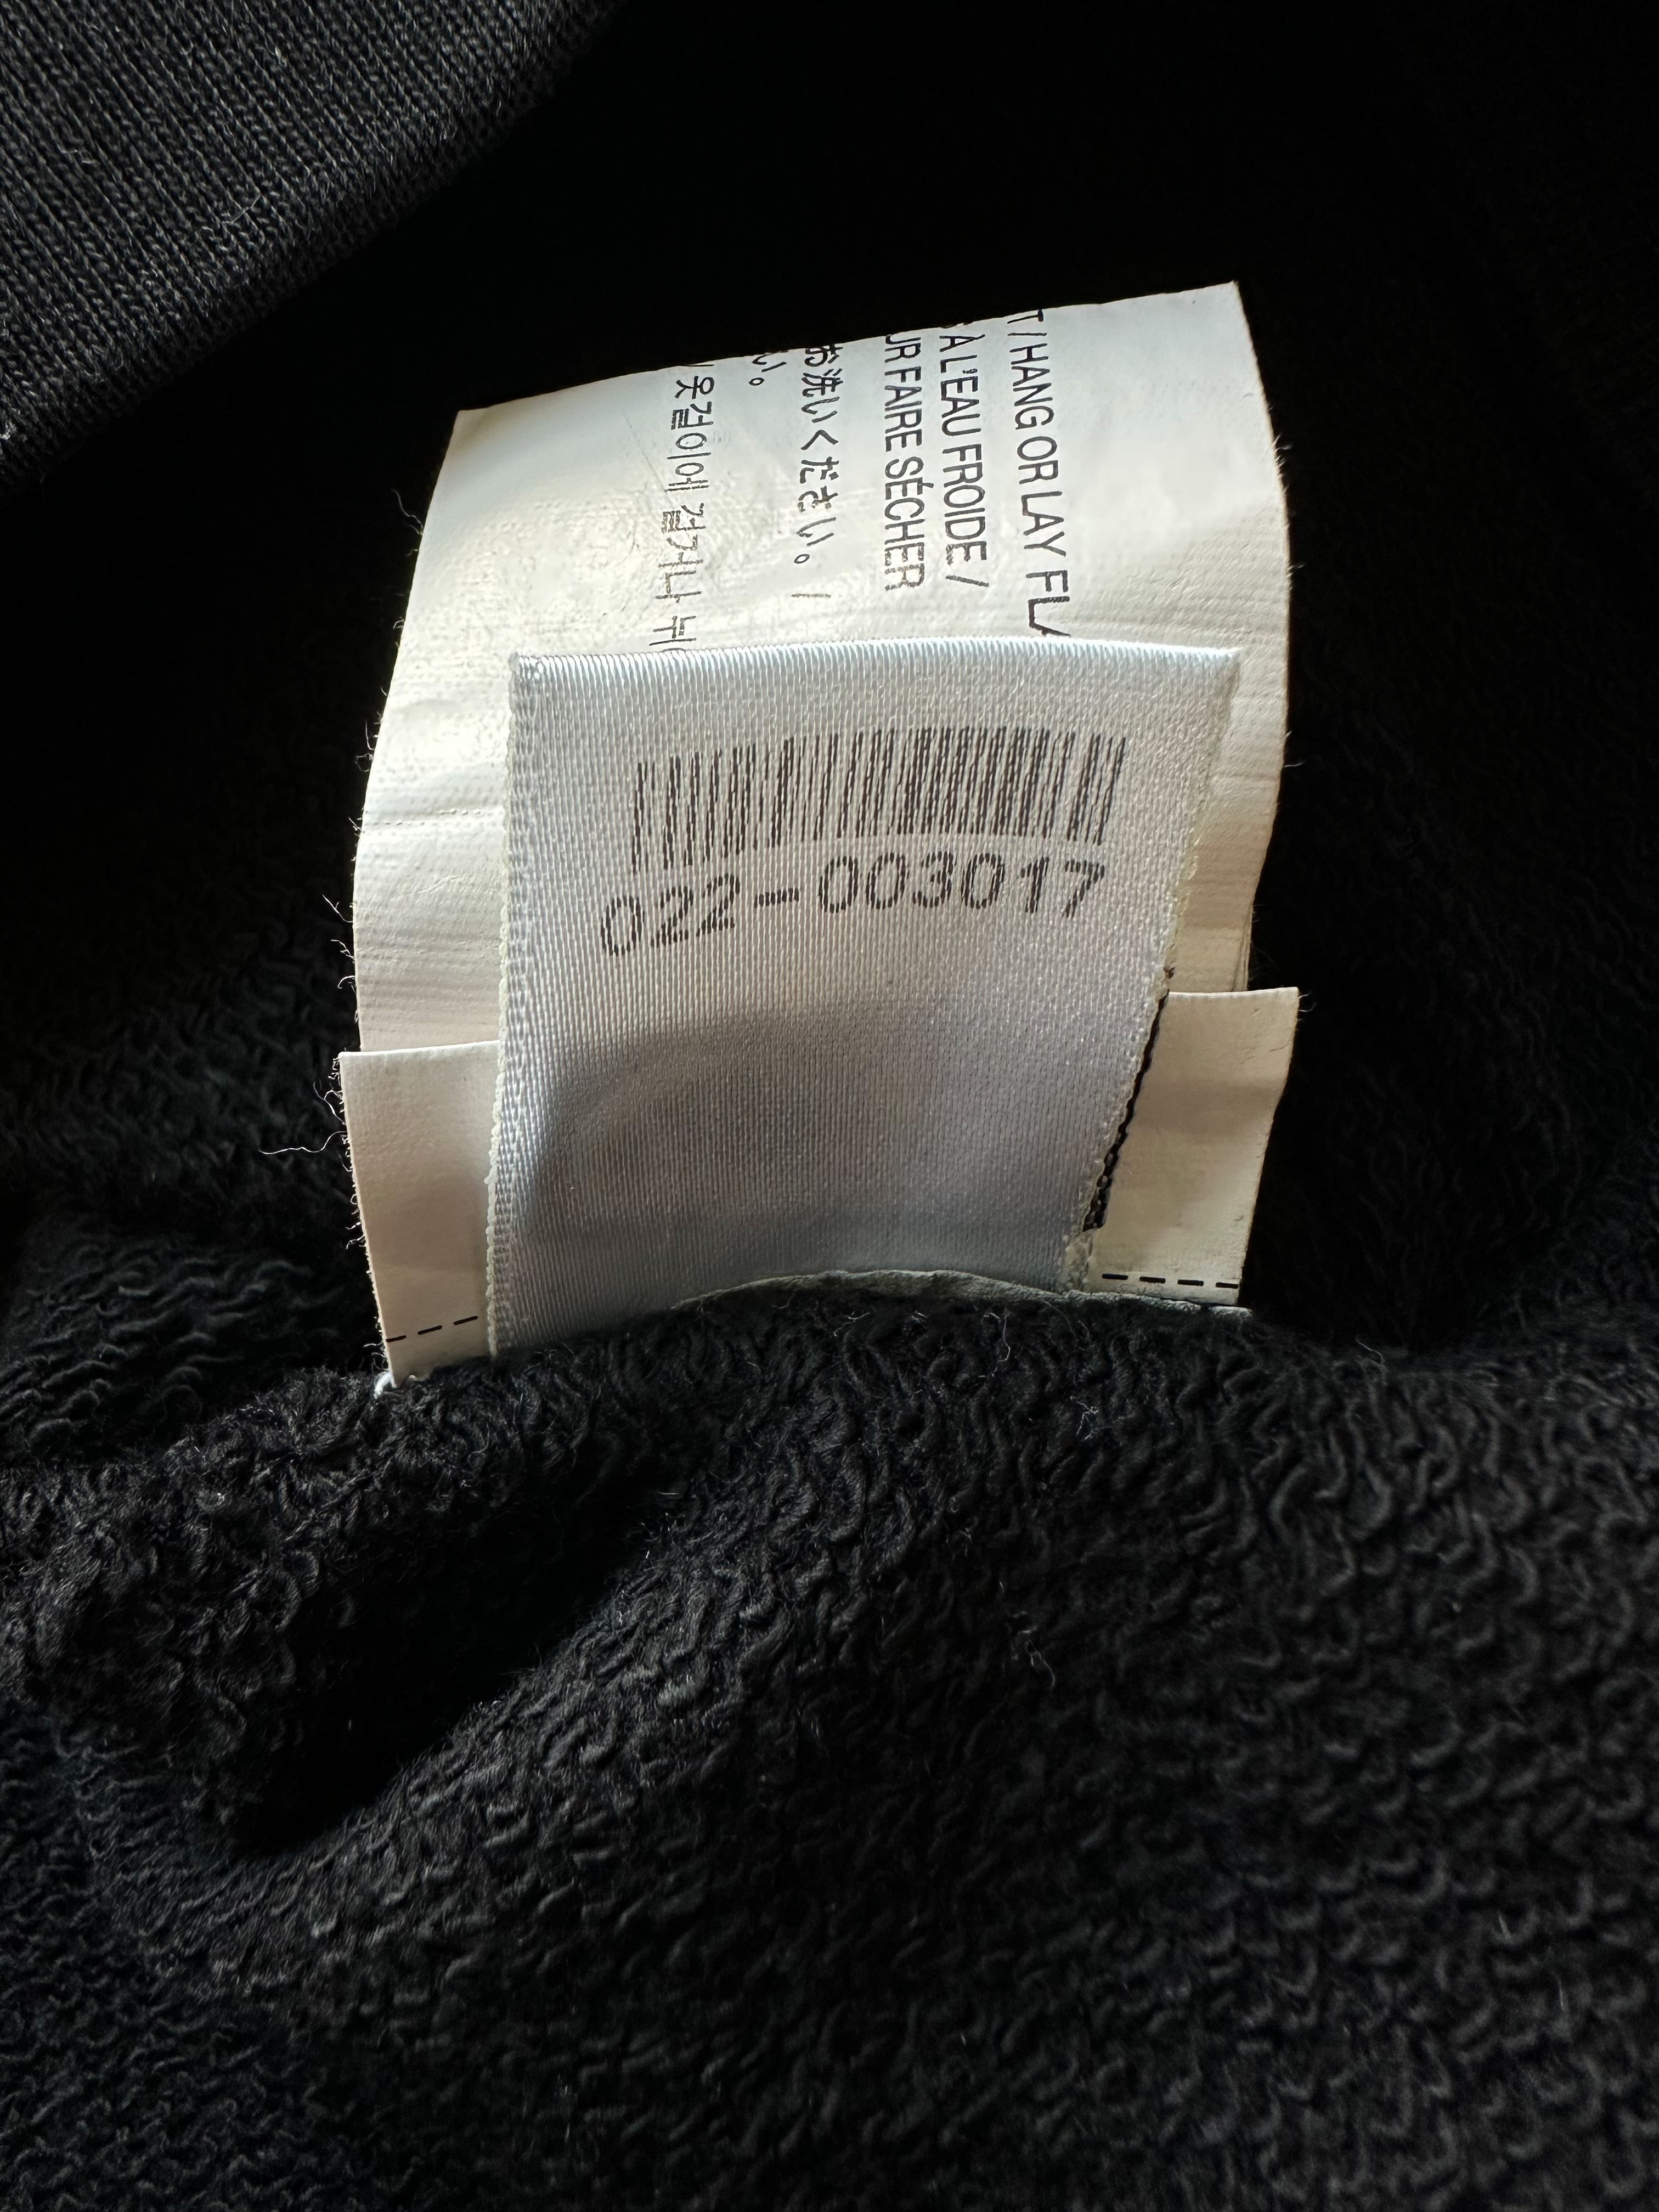 T / HANG OR LAY FL
À L'EAU FROIDE /
UR FAIRE SÉCHER
お洗いください。 /
い。
옷걸이에 걸거나 뉘
022-003017